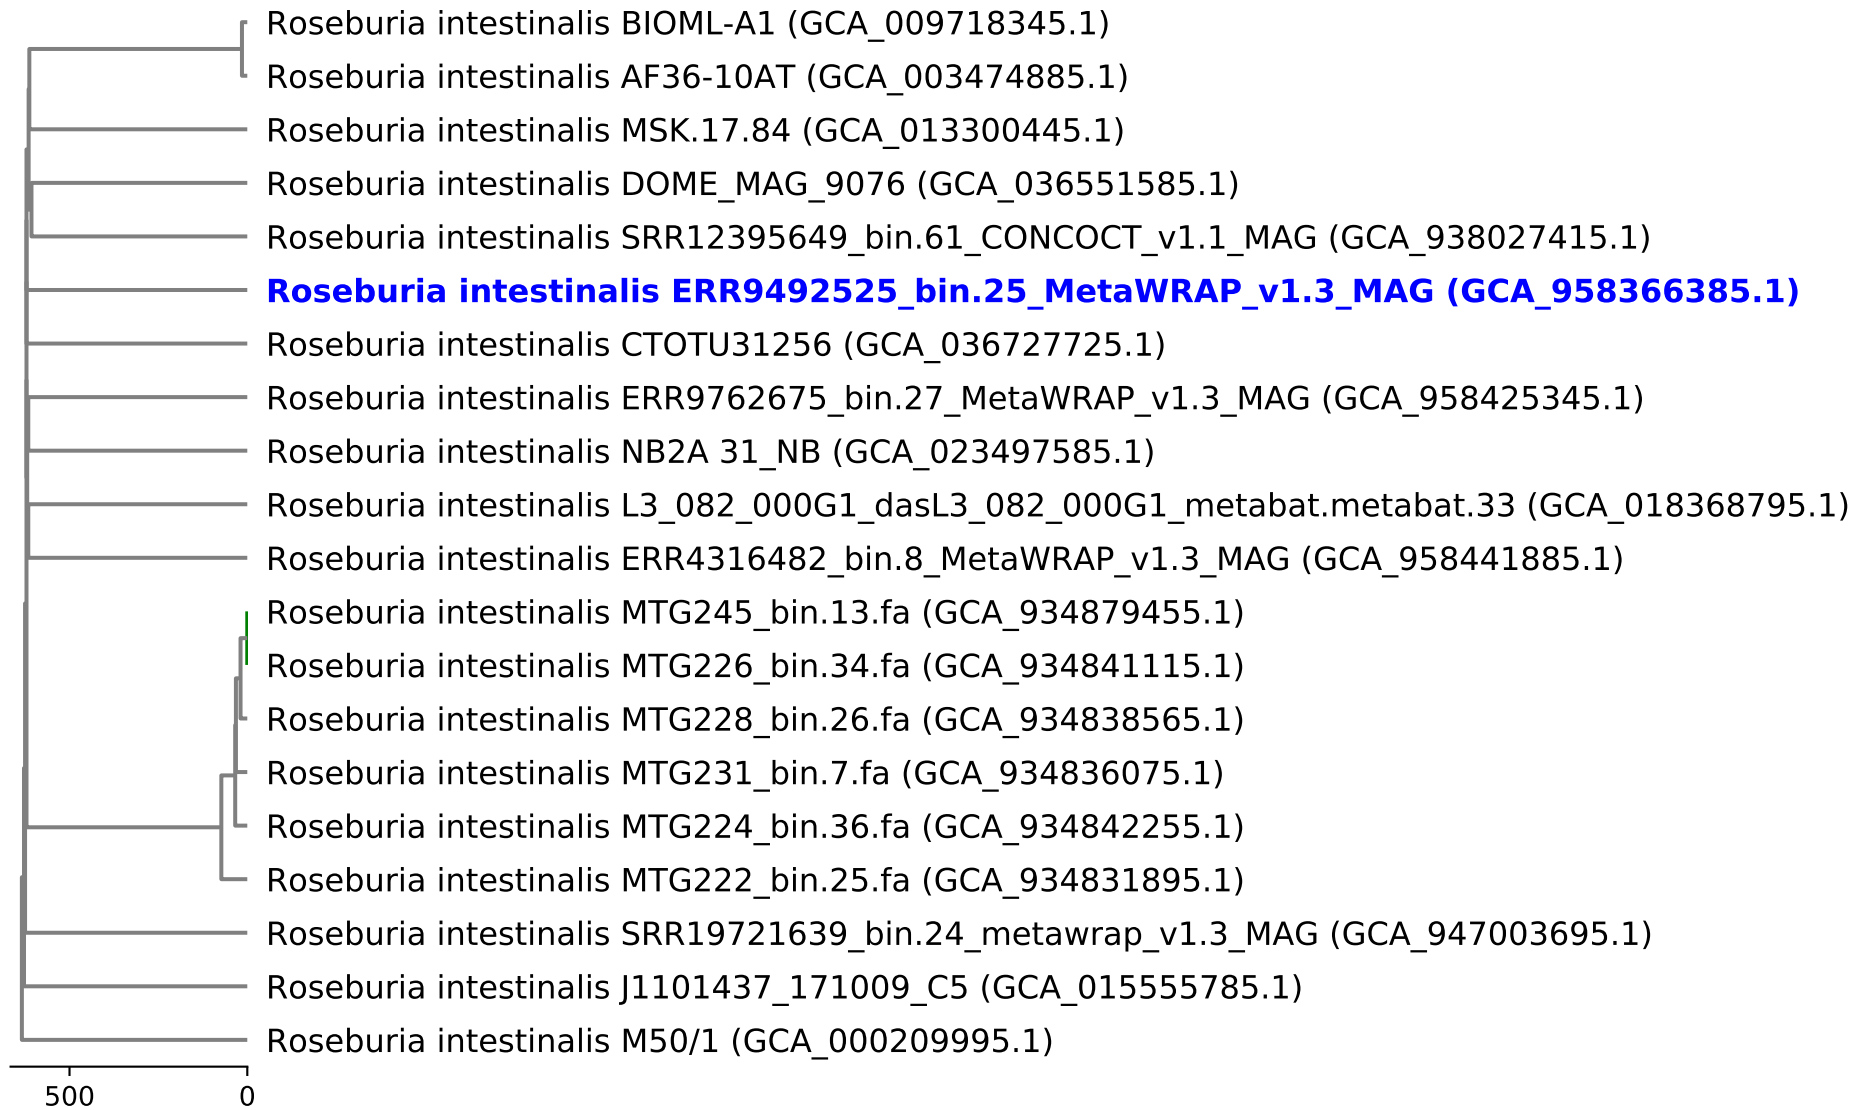 Roseburia intestinalis BIOML-A1 (GCA_009718345.1)
Roseburia intestinalis AF36-10AT (GCA_003474885.1)
Roseburia intestinalis MSK.17.84 (GCA_013300445.1)
Roseburia intestinalis DOME_MAG_9076 (GCA_036551585.1)
Roseburia intestinalis SRR12395649_bin.61_CONCOCT_v1.1_MAG (GCA_938027415.1)
Roseburia intestinalis ERR9492525_bin.25_MetaWRAP_v1.3_MAG (GCA_958366385.1)
Roseburia intestinalis CTOTU31256 (GCA_036727725.1)
Roseburia intestinalis ERR9762675_bin.27_MetaWRAP_v1.3_MAG (GCA_958425345.1)
Roseburia intestinalis NB2A 31_NB (GCA_023497585.1)
Roseburia intestinalis L3_082_000G1_dasL3_082_000G1_metabat.metabat.33 (GCA_018368795.1)
Roseburia intestinalis ERR4316482_bin.8_MetaWRAP_v1.3_MAG (GCA_958441885.1)
Roseburia intestinalis MTG245_bin.13.fa (GCA_934879455.1)
Roseburia intestinalis MTG226_bin.34.fa (GCA_934841115.1)
Roseburia intestinalis MTG228_bin.26.fa (GCA_934838565.1)
Roseburia intestinalis MTG231_bin.7.fa (GCA_934836075.1)
Roseburia intestinalis MTG224_bin.36.fa (GCA_934842255.1)
Roseburia intestinalis MTG222_bin.25.fa (GCA_934831895.1)
Roseburia intestinalis SRR19721639_bin.24_metawrap_v1.3_MAG (GCA_947003695.1)
Roseburia intestinalis J1101437_171009_C5 (GCA_015555785.1)
Roseburia intestinalis M50/1 (GCA_000209995.1)
500 0